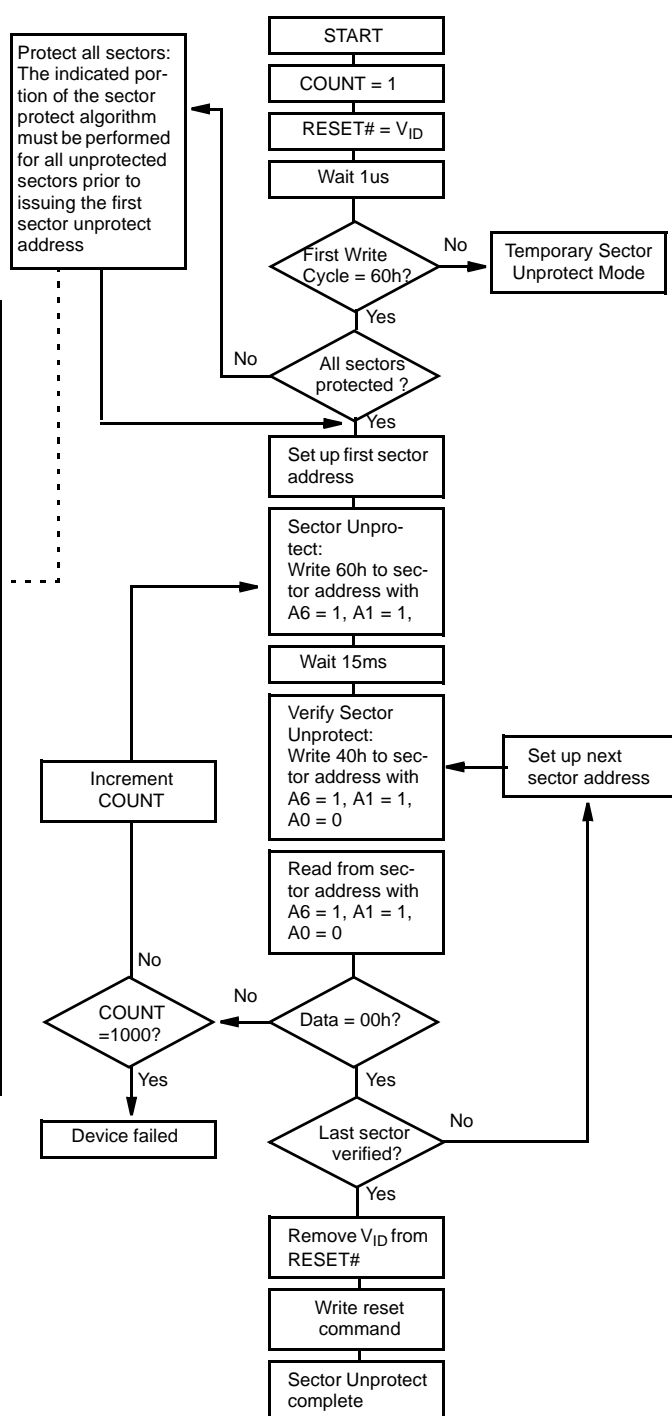 START
COUNT = 1
RESET# = VID
Wait 1us
First Write
Cycle = 60h?
No
Temporary Sector
Unprotect Mode
Yes
All sectors
protected ?
No
Protect all sectors:
The indicated por-
tion of the sector
protect algorithm
must be performed
for all unprotected
sectors prior to
issuing the first
sector unprotect
address
Yes
Set up first sector
address
Sector Unpro-
tect:
Write 60h to sec-
tor address with
A6 = 1, A1 = 1,
Wait 15ms
Verify Sector
Unprotect:
Write 40h to sec-
tor address with
A6 = 1, A1 = 1,
A0 = 0
Set up next
sector address
Increment
COUNT
Read from sec-
tor address with
A6 = 1, A1 = 1,
A0 = 0
No
Data = 00h?
No
COUNT
=1000?
Yes
Device failed
Yes
Last sector
verified?
No
Yes
Remove VID from
RESET#
Write reset
command
Sector Unprotect
complete